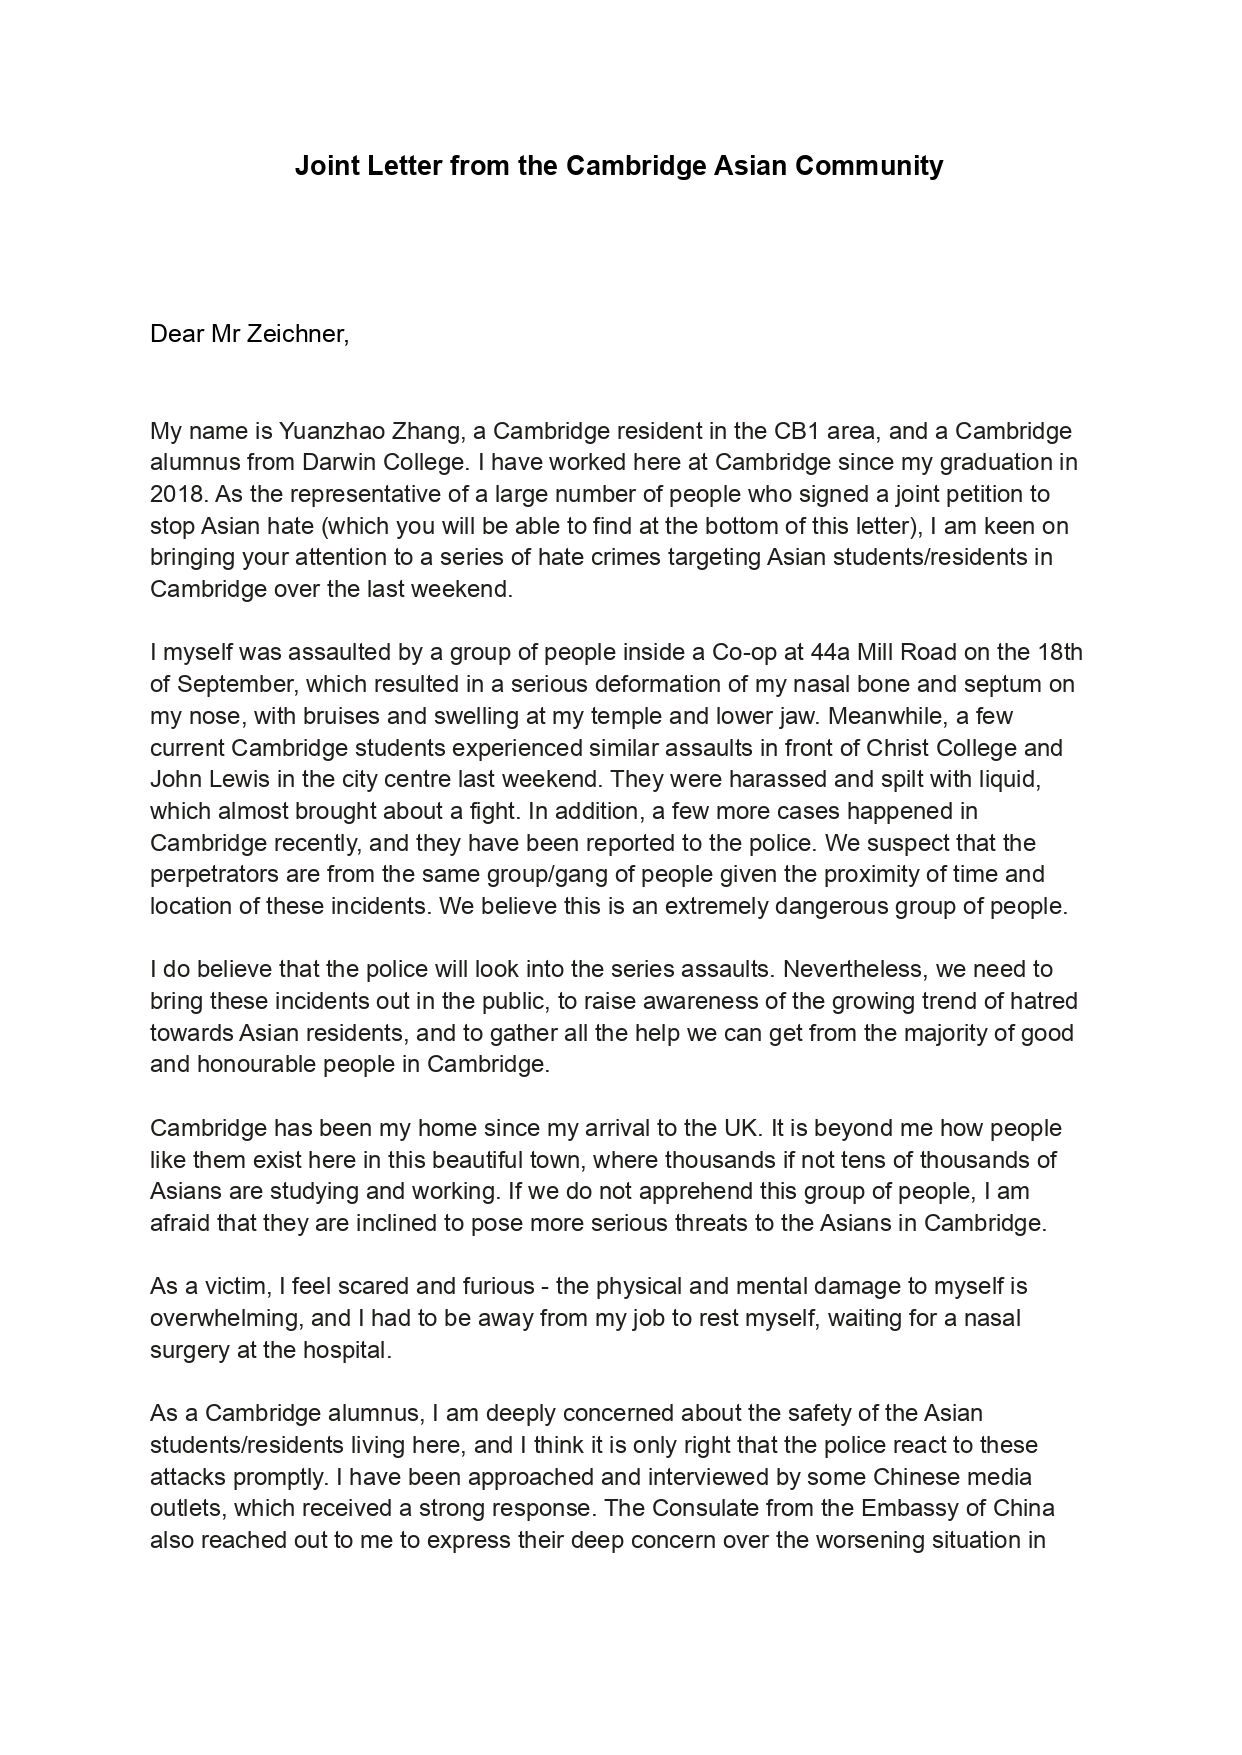 Joint Letter from the Cambridge Asian Community
Dear Mr Zeichner,
My name is Yuanzhao Zhang, a Cambridge resident in the CB1 area, and a Cambridge
alumnus from Darwin College. I have worked here at Cambridge since my graduation in
2018. As the representative of a large number of people who signed a joint petition to
stop Asian hate (which you will be able to find at the bottom of this letter), I am keen on
bringing your attention to a series of hate crimes targeting Asian students/residents in
Cambridge over the last weekend.
I myself was assaulted by a group of people inside a Co-op at 44a Mill Road on the 18th
of September, which resulted in a serious deformation of my nasal bone and septum on
my nose, with bruises and swelling at my temple and lower jaw. Meanwhile, a few
current Cambridge students experienced similar assaults in front of Christ College and
John Lewis in the city centre last weekend. They were harassed and spilt with liquid,
which almost brought about a fight. In addition, a few more cases happened in
Cambridge recently, and they have been reported to the police. We suspect that the
perpetrators are from the same group/gang of people given the proximity of time and
location of these incidents. We believe this is an extremely dangerous group of people.
I do believe that the police will look into the series assaults. Nevertheless, we need to
bring these incidents out in the public, to raise awareness of the growing trend of hatred
towards Asian residents, and to gather all the help we can get from the majority of good
and honourable people in Cambridge.
Cambridge has been my home since my arrival to the UK. It is beyond me how people
like them exist here in this beautiful town, where thousands if not tens of thousands of
Asians are studying and working. If we do not apprehend this group of people, I am
afraid that they are inclined to pose more serious threats to the Asians in Cambridge.
As a victim, I feel scared and furious - the physical and mental damage to myself is
overwhelming, and I had to be away from my job to rest myself, waiting for a nasal
surgery at the hospital.
As a Cambridge alumnus, I am deeply concerned about the safety of the Asian
students/residents living here, and I think it is only right that the police react to these
attacks promptly. I have been approached and interviewed by some Chinese media
outlets, which received a strong response. The Consulate from the Embassy of China
also reached out to me to express their deep concern over the worsening situation in